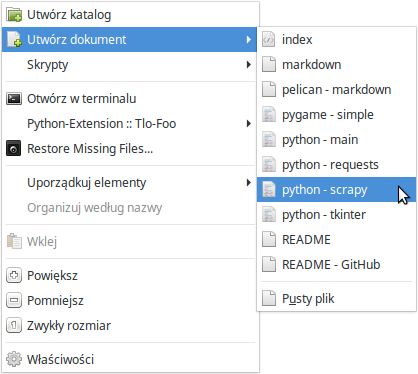 Utwórz katalog
Utwórz dokument
Skrypty
Otwórz w terminalu
Python-Extension :: Tlo-Foo
Restore Missing Files...
Uporządkuj elementy
Organizuj według nazwy
Wklej
Powiększ
Pomniejsz
Zwykły rozmiar
Właściwości
index
markdown
pelican - markdown
pygame - simple
python - main
python - requests
python - scrapy
python - tkinter
README
README - GitHub
Pusty plik